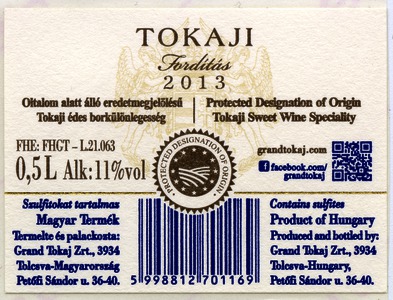 TOKAJI
Fordítás
2013
Oltalom alatt álló eredetmegjelölésű
Tokaji édes borkülönlegesség
Protected Designation of Origin
Tokaji Sweet Wine Speciality
FHE: FHGT – L21.063
0,5L Alk:11%vol
PROTECTED DESIGNATION OF ORIGIN
grandtokaj.com
facebook.com/
grandtokaj
Szulfitokat tartalmaz
Magyar Termék
Termelte és palackozta:
Grand Tokaj Zrt., 3934
Tolcsva-Magyarország
Petőfi Sándor u. 36-40.
5 998812 701169
Contains sulfites
Product of Hungary
Produced and bottled by:
Grand Tokaj Zrt., 3934
Tolcsva-Hungary,
Petőfi Sándor u. 36-40.